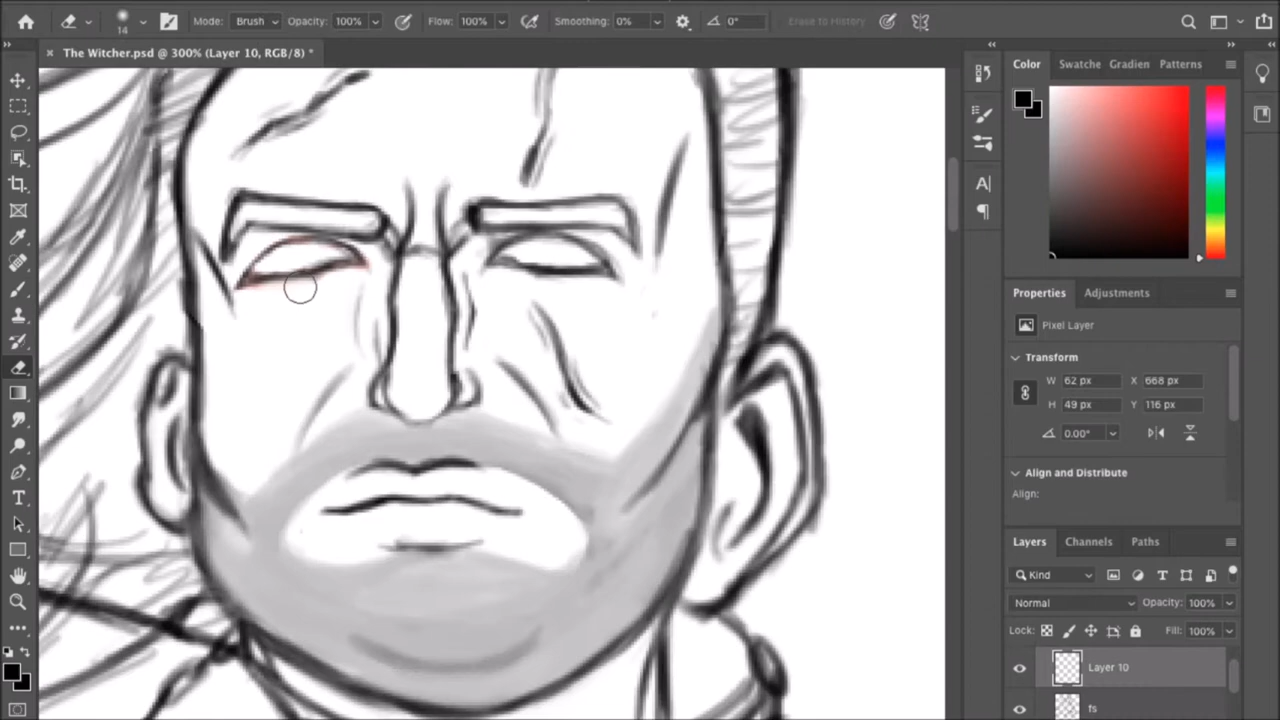 Mode: Brush Opacity: 100% Flow: 100% Smoothing: 0% 0° Erase to History
14
The Witcher.psd @ 300% (Layer 10, RGB/8) *
Color Swatche Gradien Patterns
Properties Adjustments
Pixel Layer
Transform
W 62 px X 668 px
H 49 px Y 116 px
0.00°
Align and Distribute
Align:
Layers Channels Paths
Kind
Normal Opacity: 100%
Lock: Fill: 100%
Layer 10
fs